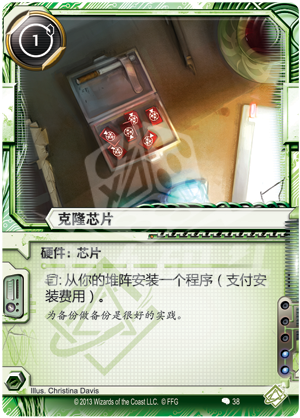 1
克隆芯片
硬件：芯片
：从你的堆阵安装一个程序（支付安
装费用）。
为备份做备份是很好的实践。
Illus. Christina Davis
© 2013 Wizards of the Coast LLC. © FFG
38